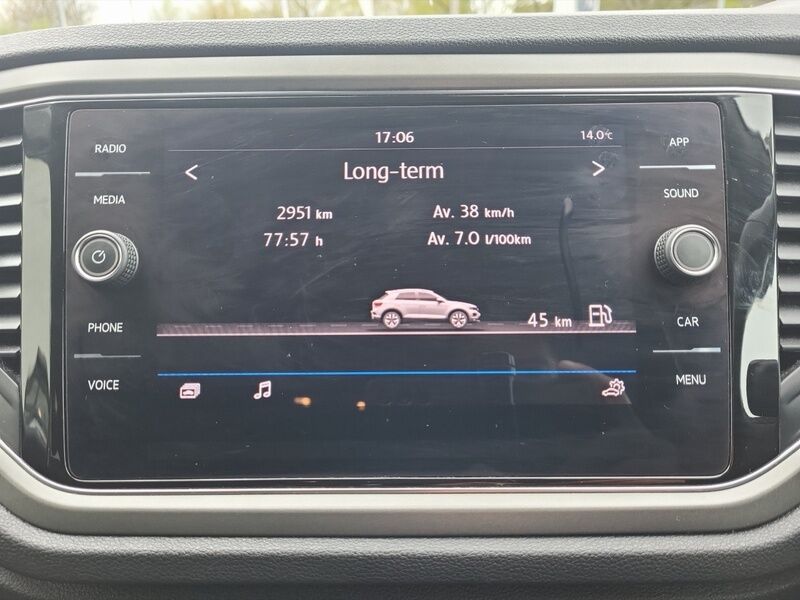 17:06
14.0°C
RADIO
MEDIA
PHONE
VOICE
< Long-term >
2951 km
Av. 38 km/h
77:57 h
Av. 7.0 l/100km
45 km
APP
SOUND
CAR
MENU